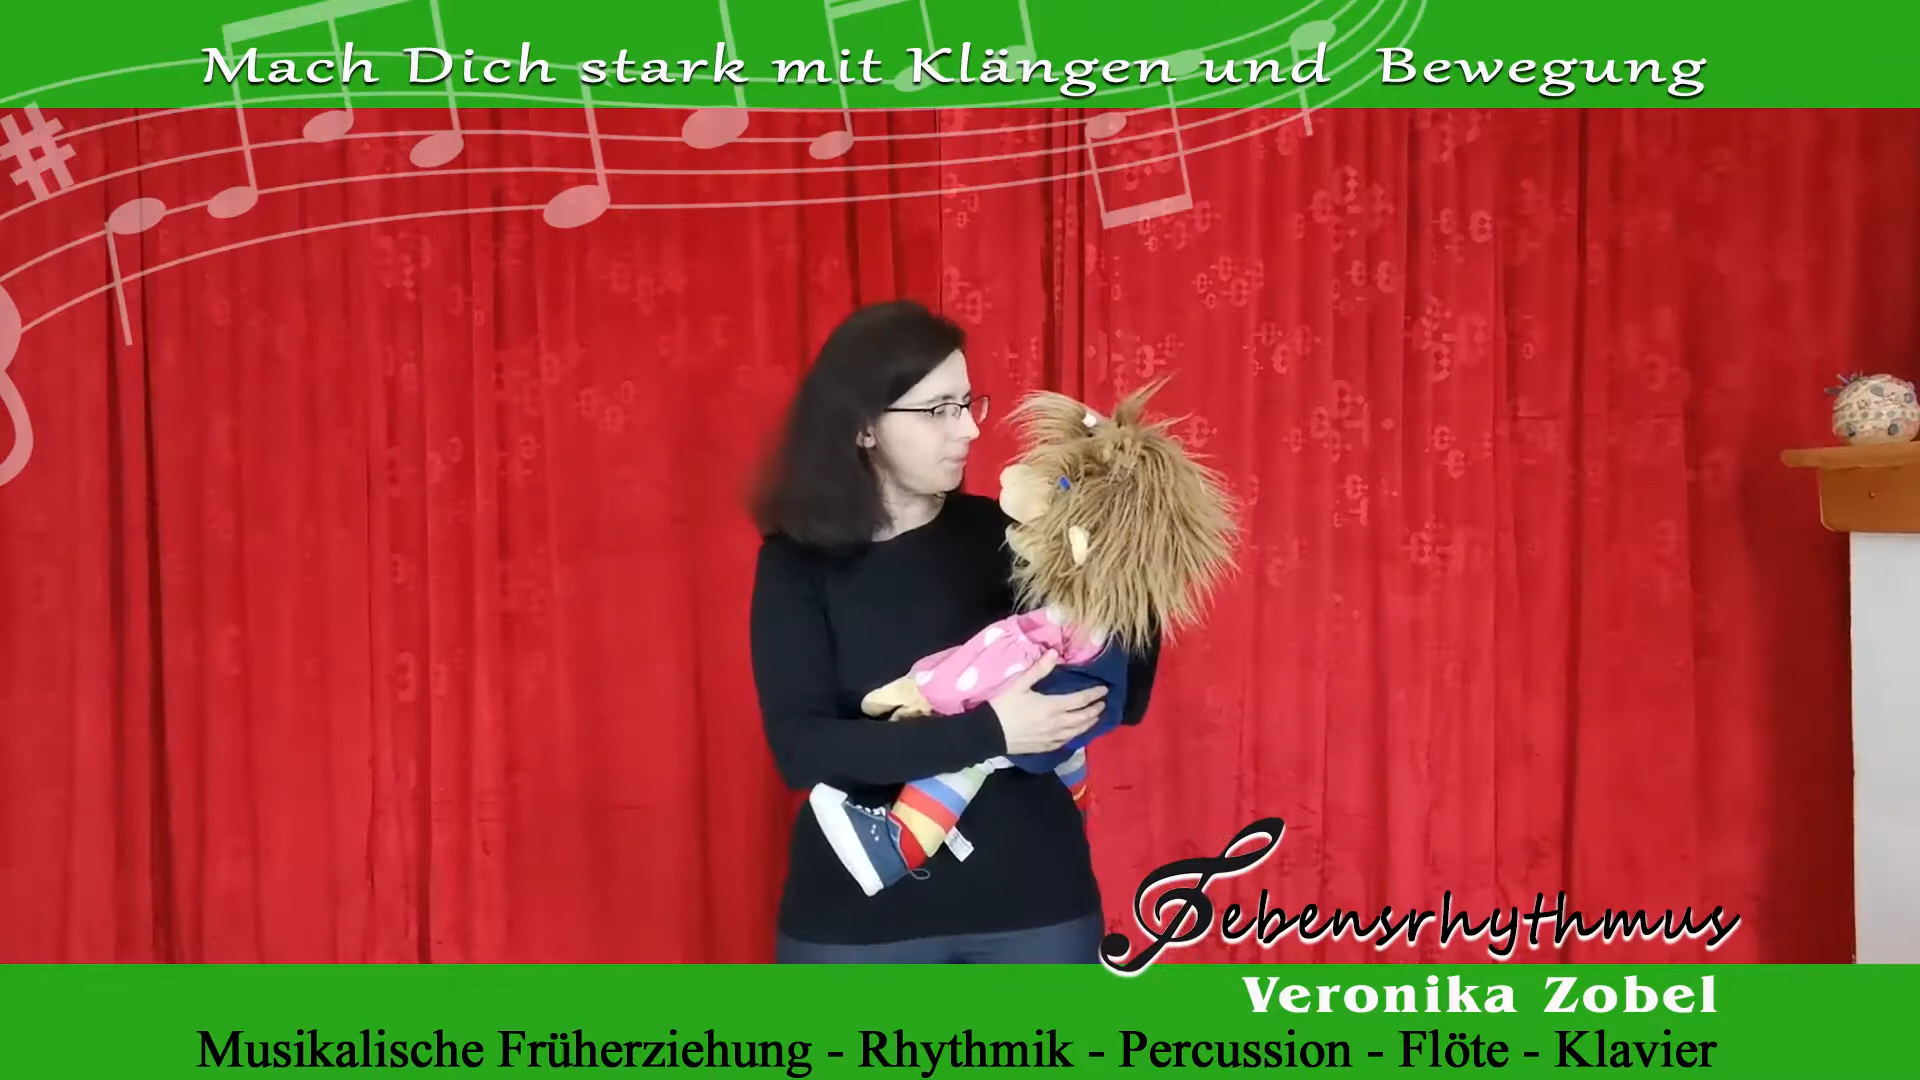 Mach Dich stark mit Klängen und Bewegung
Lebensrhythmus
Veronika Zobel
Musikalische Früherziehung - Rhythmik - Percussion - Flöte - Klavier